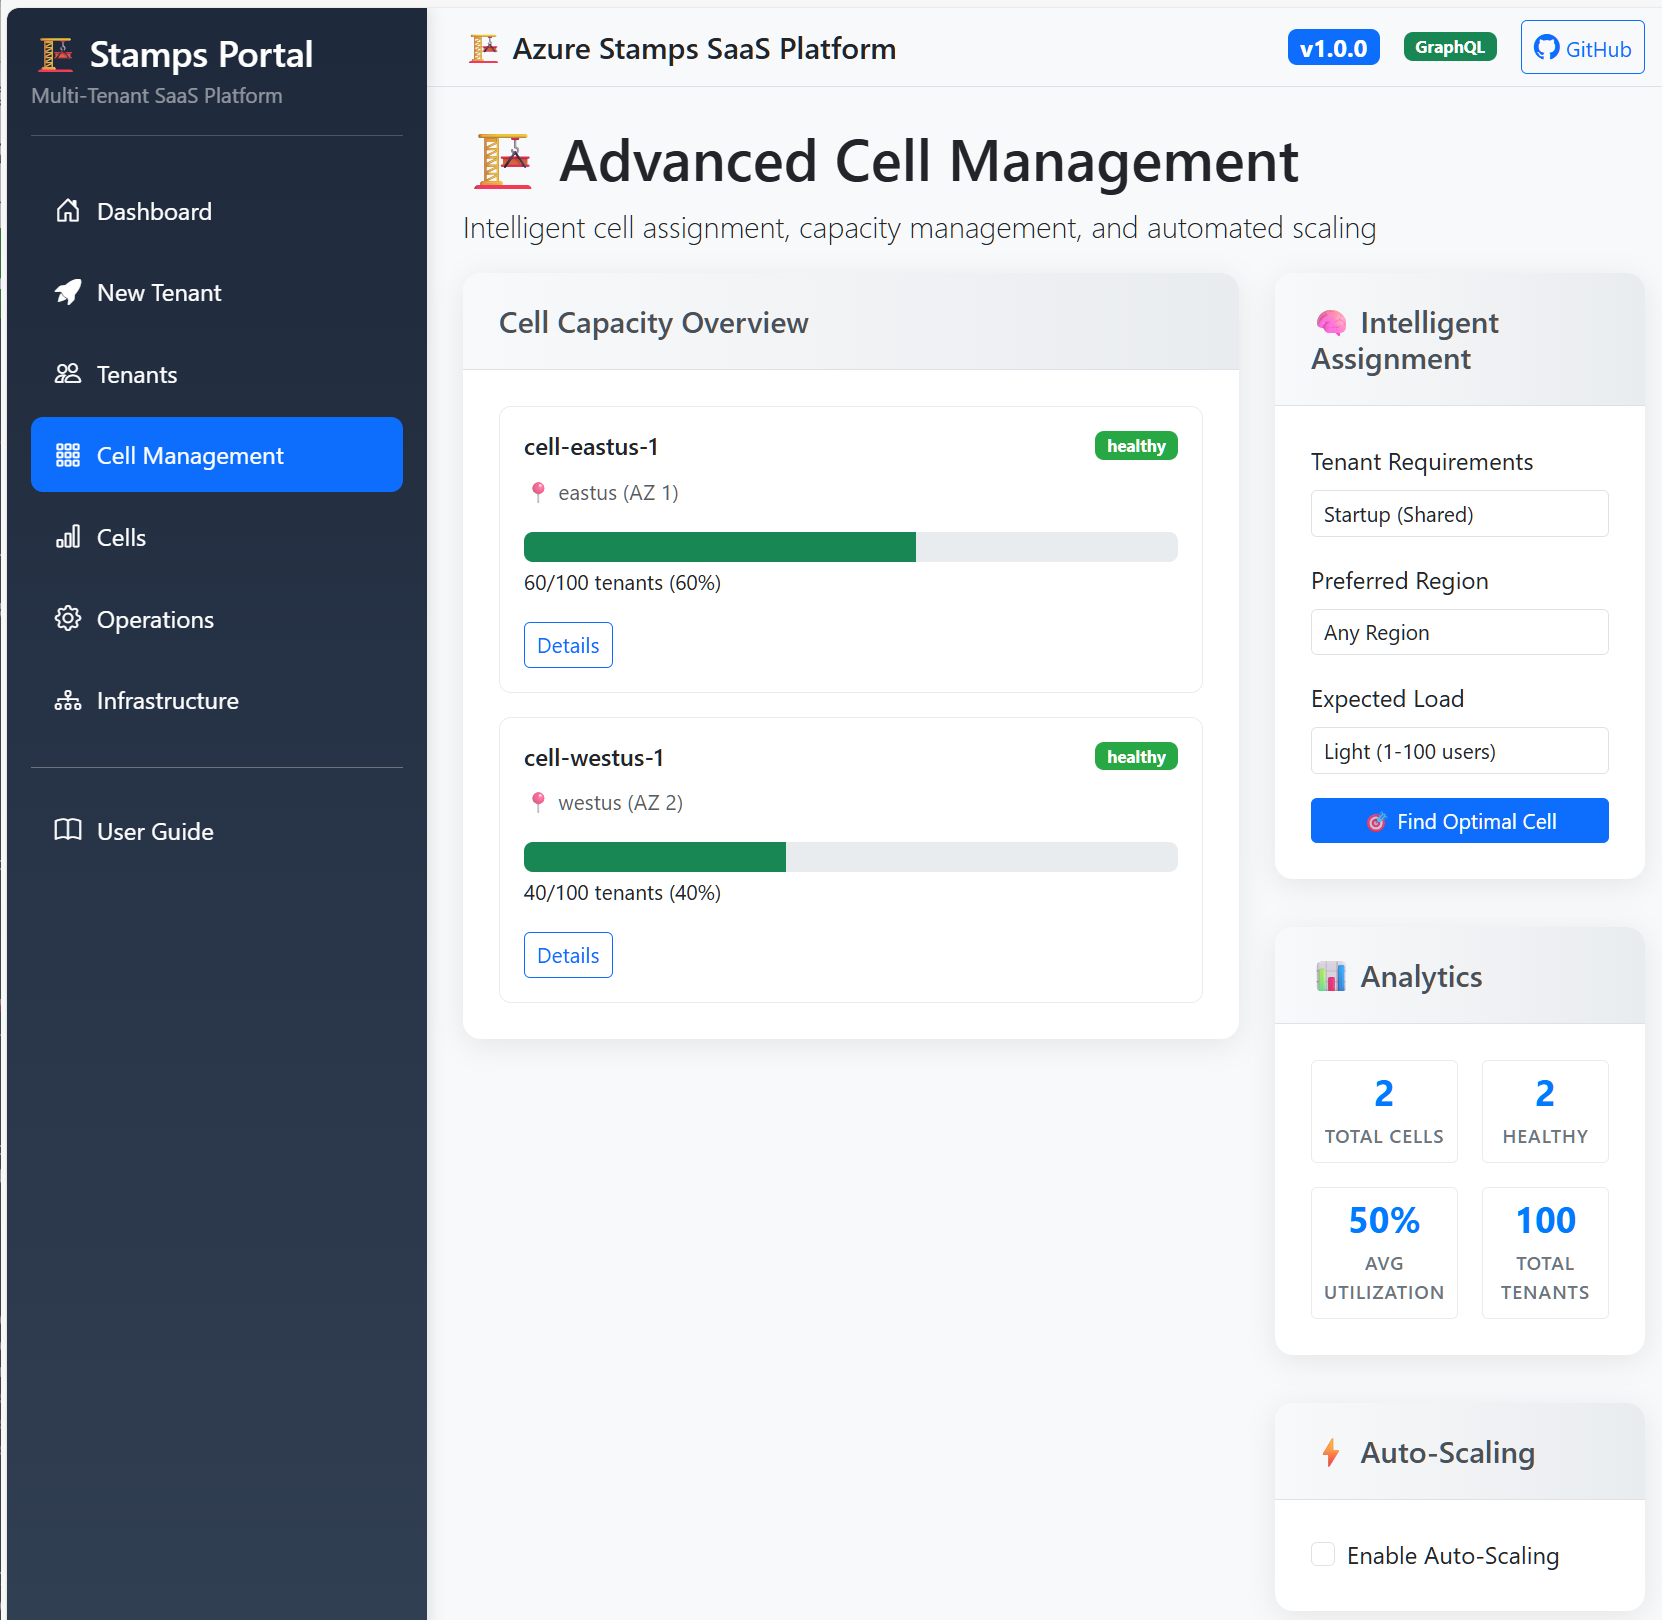 Stamps Portal
Multi-Tenant SaaS Platform
Dashboard
New Tenant
Tenants
Cell Management
Cells
Operations
Infrastructure
User Guide
Azure Stamps SaaS Platform
v1.0.0
GraphQL
GitHub
Advanced Cell Management
Intelligent cell assignment, capacity management, and automated scaling
Cell Capacity Overview
cell-eastus-1
healthy
eastus (AZ 1)
60/100 tenants (60%)
Details
cell-westus-1
healthy
westus (AZ 2)
40/100 tenants (40%)
Details
Intelligent
Assignment
Tenant Requirements
Startup (Shared)
Preferred Region
Any Region
Expected Load
Light (1-100 users)
Find Optimal Cell
Analytics
2
TOTAL CELLS
2
HEALTHY
50%
AVG
UTILIZATION
100
TOTAL
TENANTS
Auto-Scaling
Enable Auto-Scaling